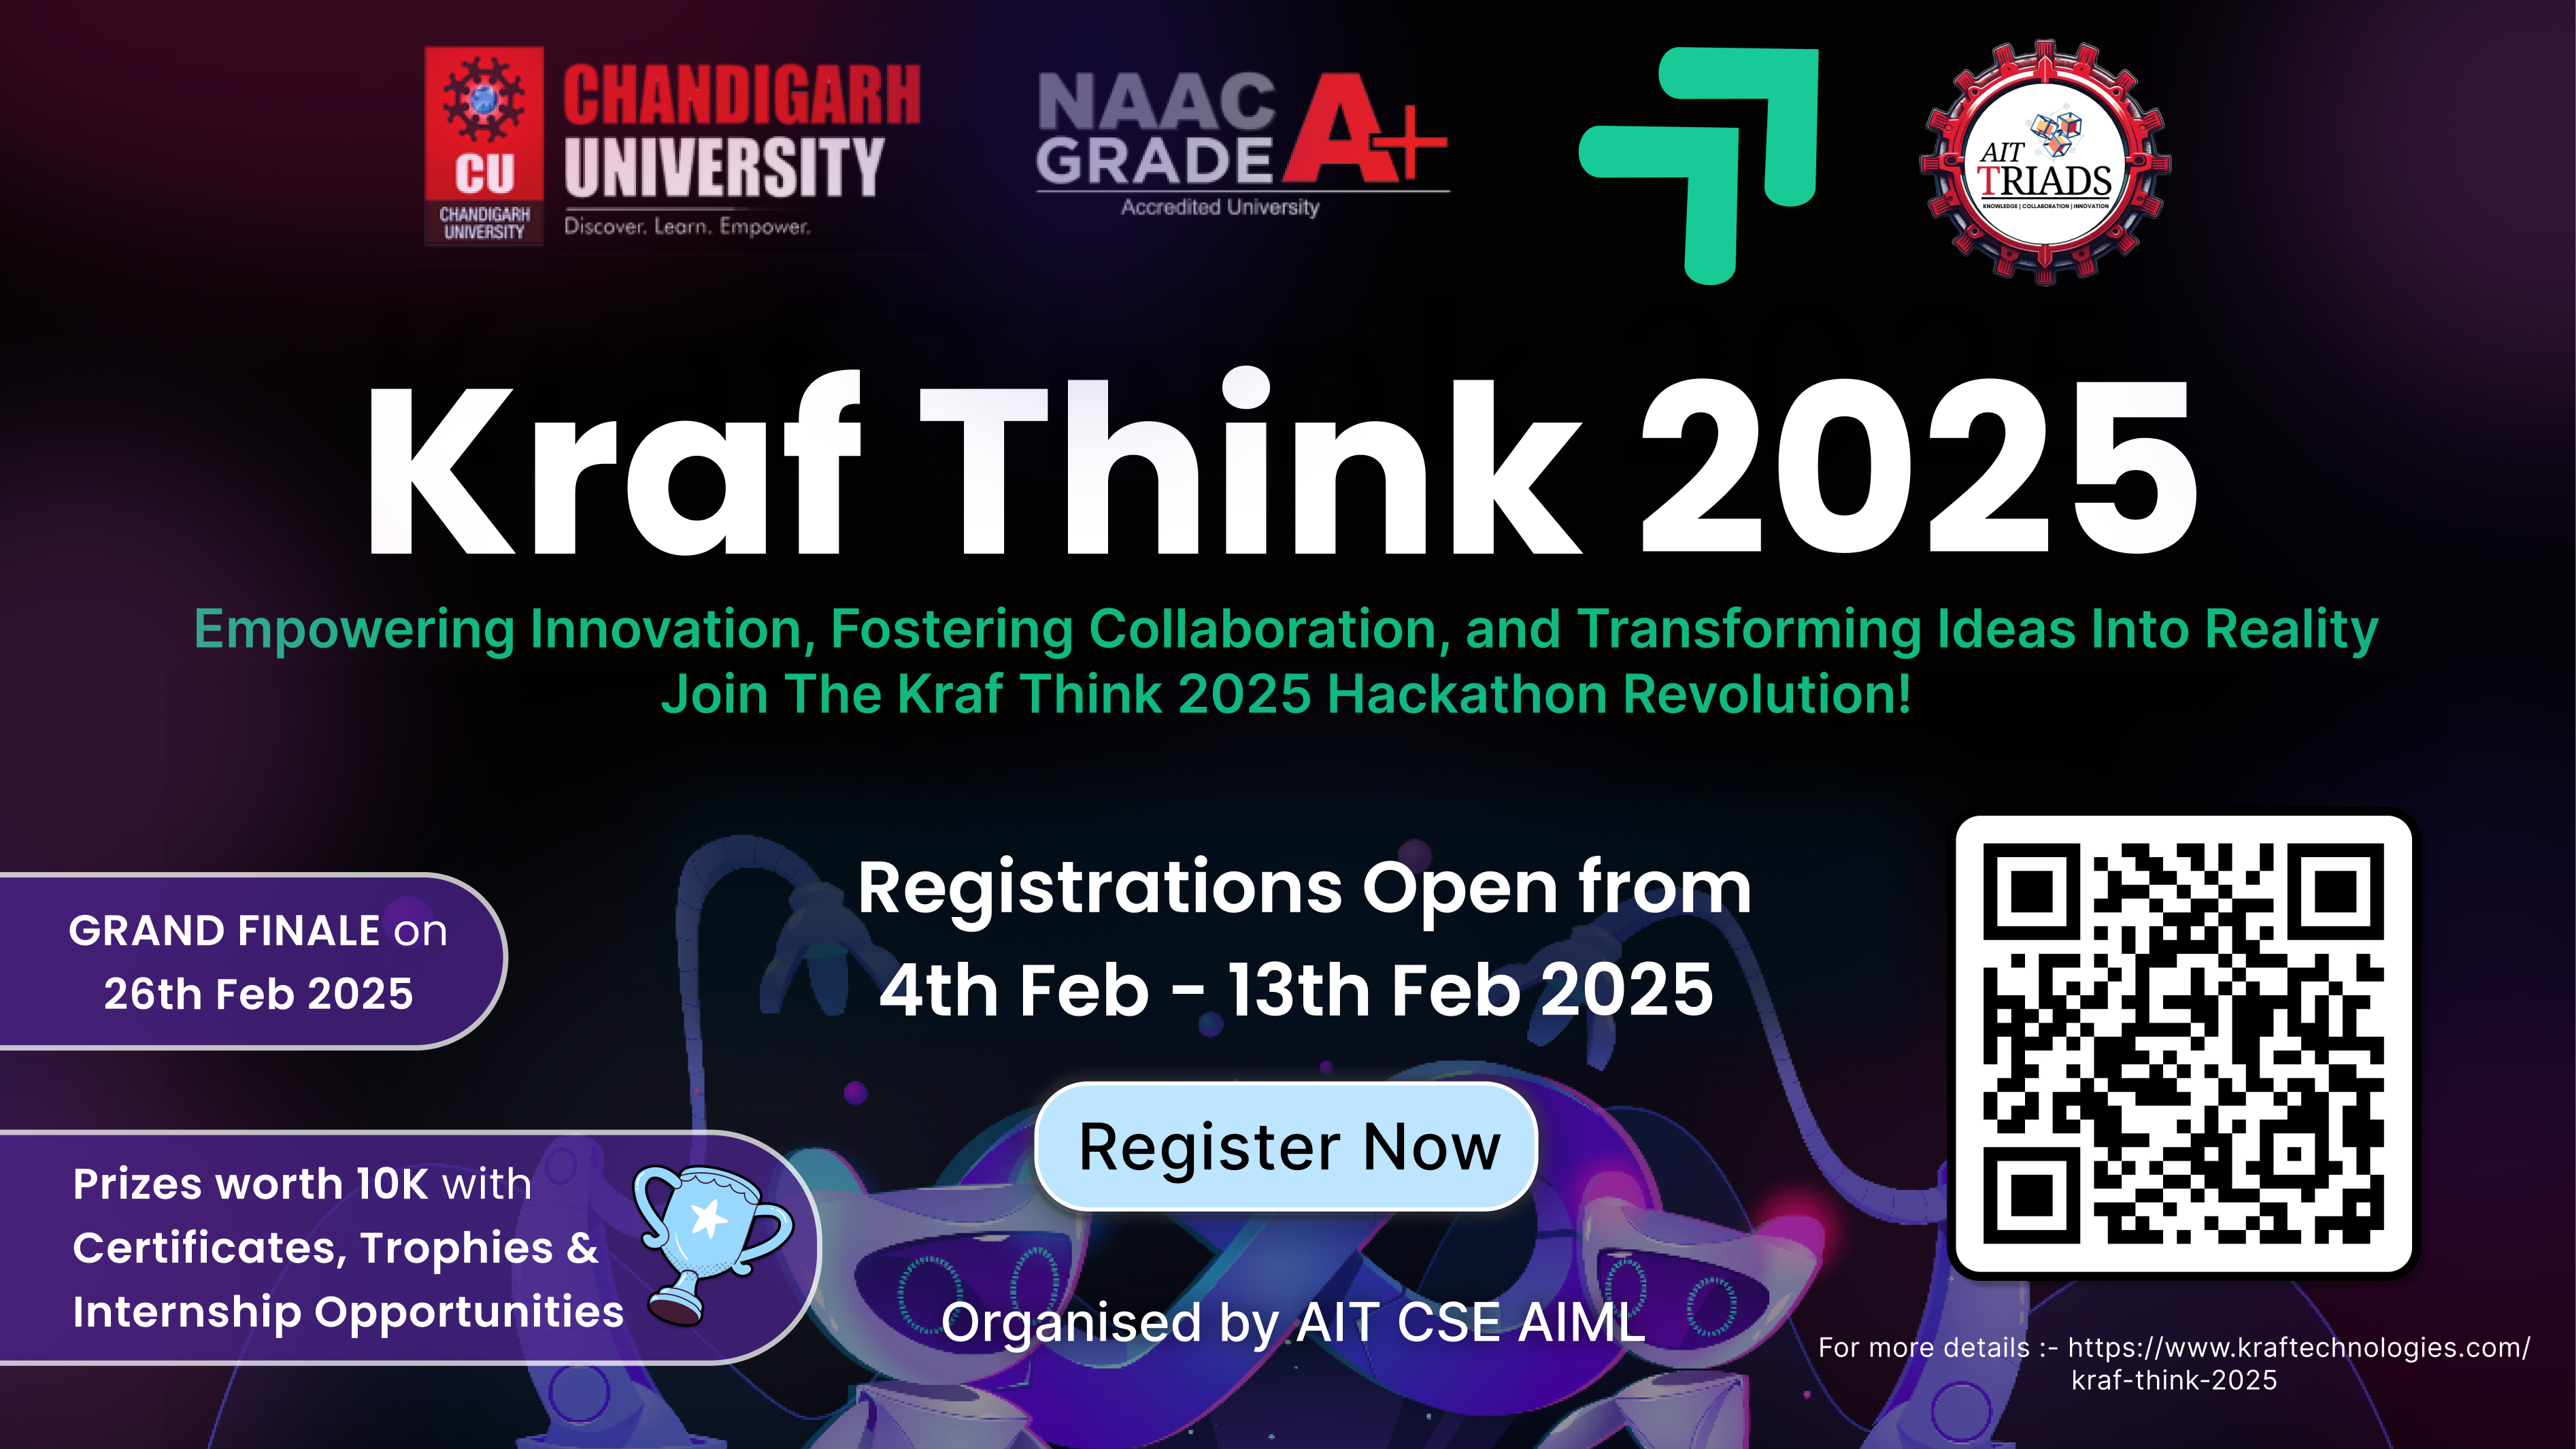 CU
CHANDIGARH
UNIVERSITY
CHANDIGARH
UNIVERSITY
Discover. Learn. Empower.
NAAC
GRADE A+
Accredited University
AIT
TRIADS
KNOWLEDGE | COLLABORATION | INNOVATION
Kraf Think 2025
Empowering Innovation, Fostering Collaboration, and Transforming Ideas Into Reality
Join The Kraf Think 2025 Hackathon Revolution!
GRAND FINALE on
26th Feb 2025
Registrations Open from
4th Feb - 13th Feb 2025
Register Now
Prizes worth 10K with
Certificates, Trophies &
Internship Opportunities
Organised by AIT CSE AIML
For more details :- https://www.kraftechnologies.com/
kraf-think-2025